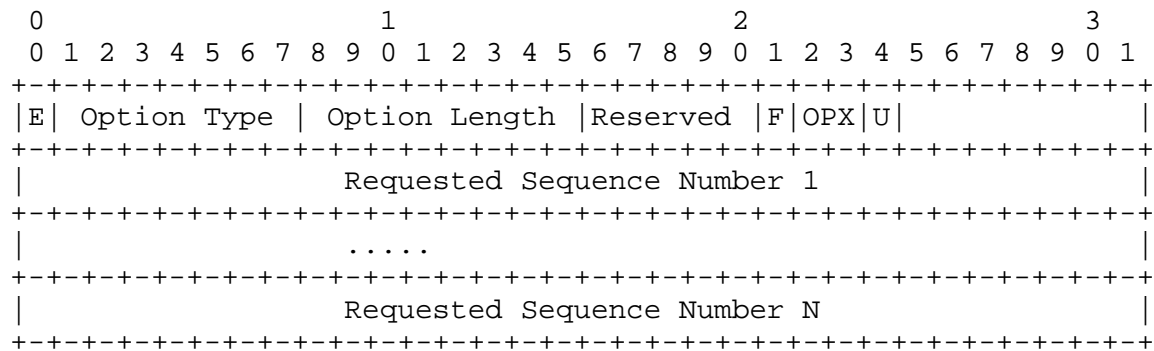 0                   1                   2                   3
 0 1 2 3 4 5 6 7 8 9 0 1 2 3 4 5 6 7 8 9 0 1 2 3 4 5 6 7 8 9 0 1
+-+-+-+-+-+-+-+-+-+-+-+-+-+-+-+-+-+-+-+-+-+-+-+-+-+-+-+-+-+-+-+-+
|E| Option Type | Option Length |Reserved |F|OPX|U|             |
+-+-+-+-+-+-+-+-+-+-+-+-+-+-+-+-+-+-+-+-+-+-+-+-+-+-+-+-+-+-+-+-+
|                  Requested Sequence Number 1                  |
+-+-+-+-+-+-+-+-+-+-+-+-+-+-+-+-+-+-+-+-+-+-+-+-+-+-+-+-+-+-+-+-+
|                  .....                                        |
+-+-+-+-+-+-+-+-+-+-+-+-+-+-+-+-+-+-+-+-+-+-+-+-+-+-+-+-+-+-+-+-+
|                  Requested Sequence Number N                  |
+-+-+-+-+-+-+-+-+-+-+-+-+-+-+-+-+-+-+-+-+-+-+-+-+-+-+-+-+-+-+-+-+